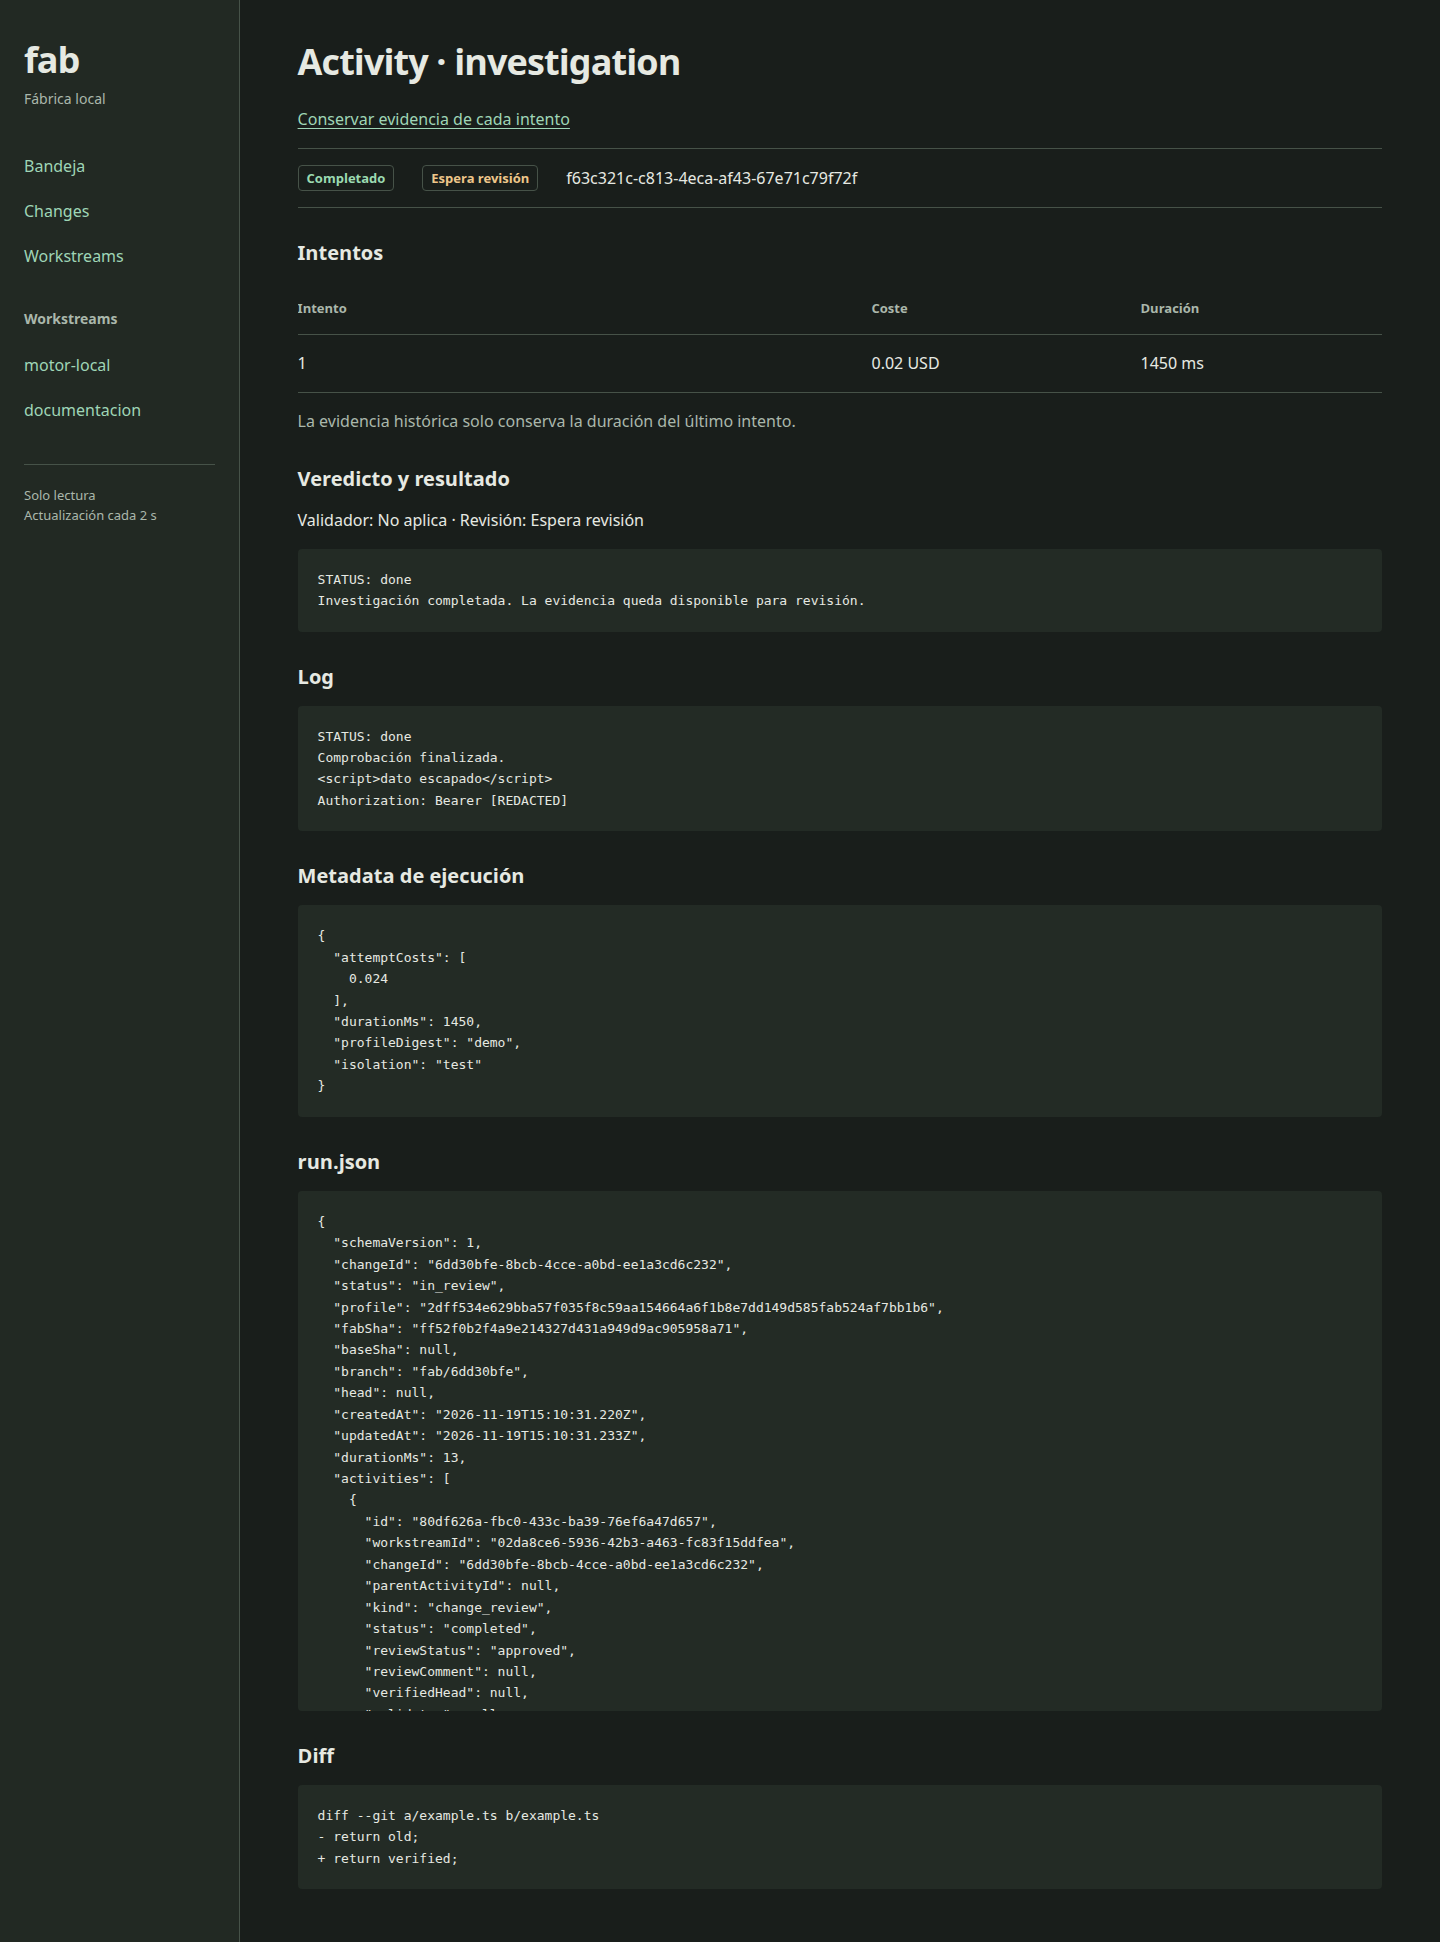 fab
Fábrica local
Bandeja
Changes
Workstreams
Workstreams
motor-local
documentacion
Solo lectura
Actualización cada 2 s
Activity · investigation
Conservar evidencia de cada intento
Completado Espera revisión f63c321c-c813-4eca-af43-67e71c79f72f
Intentos
Intento Coste Duración
1 0.02 USD 1450 ms
La evidencia histórica solo conserva la duración del último intento.
Veredicto y resultado
Validador: No aplica · Revisión: Espera revisión
STATUS: done
Investigación completada. La evidencia queda disponible para revisión.
Log
STATUS: done
Comprobación finalizada.
<script>dato escapado</script>
Authorization: Bearer [REDACTED]
Metadata de ejecución
{
  "attemptCosts": [
    0.024
  ],
  "durationMs": 1450,
  "profileDigest": "demo",
  "isolation": "test"
}
run.json
{
  "schemaVersion": 1,
  "changeId": "6dd30bfe-8bcb-4cce-a0bd-ee1a3cd6c232",
  "status": "in_review",
  "profile": "2dff534e629bba57f035f8c59aa154664a6f1b8e7dd149d585fab524af7bb1b6",
  "fabSha": "ff52f0b2f4a9e214327d431a949d9ac905958a71",
  "baseSha": null,
  "branch": "fab/6dd30bfe",
  "head": null,
  "createdAt": "2026-11-19T15:10:31.220Z",
  "updatedAt": "2026-11-19T15:10:31.233Z",
  "durationMs": 13,
  "activities": [
    {
      "id": "80df626a-fbc0-433c-ba39-76ef6a47d657",
      "workstreamId": "02da8ce6-5936-42b3-a463-fc83f15ddfea",
      "changeId": "6dd30bfe-8bcb-4cce-a0bd-ee1a3cd6c232",
      "parentActivityId": null,
      "kind": "change_review",
      "status": "completed",
      "reviewStatus": "approved",
      "reviewComment": null,
      "verifiedHead": null,
Diff
diff --git a/example.ts b/example.ts
- return old;
+ return verified;